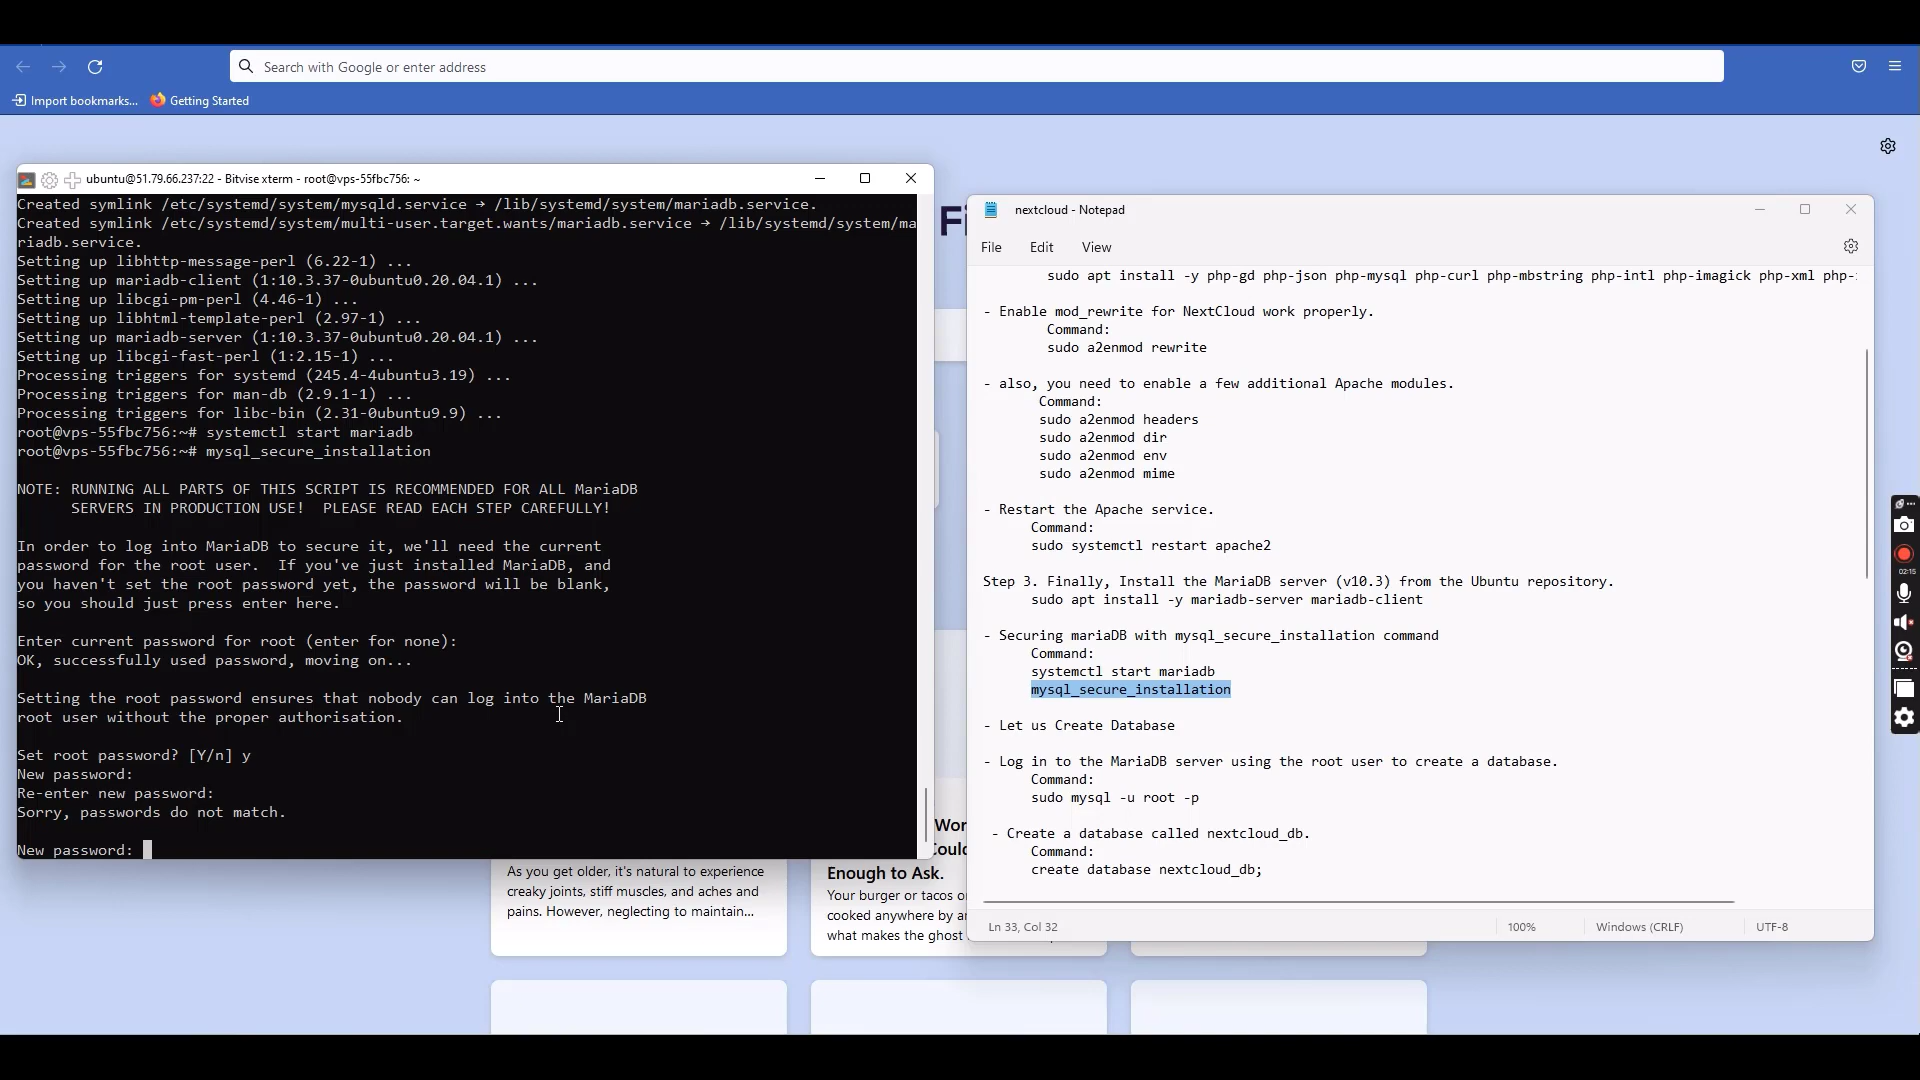 Search with Google or enter address
Import bookmarks...
Getting Started
ubuntu@51.79.66.237:22 - Bitvise xterm - root@vps-55fbc756: ~
Created symlink /etc/systemd/system/mysqld.service → /lib/systemd/system/mariadb.service.
Created symlink /etc/systemd/system/multi-user.target.wants/mariadb.service → /lib/systemd/system/ma
riadb.service.
Setting up libhttp-message-perl (6.22-1) ...
Setting up mariadb-client (1:10.3.37-0ubuntu0.20.04.1) ...
Setting up libcgi-pm-perl (4.46-1) ...
Setting up libhtml-template-perl (2.97-1) ...
Setting up mariadb-server (1:10.3.37-0ubuntu0.20.04.1) ...
Setting up libcgi-fast-perl (1:2.15-1) ...
Processing triggers for systemd (245.4-4ubuntu3.19) ...
Processing triggers for man-db (2.9.1-1) ...
Processing triggers for libc-bin (2.31-0ubuntu9.9) ...
root@vps-55fbc756:~# systemctl start mariadb
root@vps-55fbc756:~# mysql_secure_installation
NOTE: RUNNING ALL PARTS OF THIS SCRIPT IS RECOMMENDED FOR ALL MariaDB
SERVERS IN PRODUCTION USE!  PLEASE READ EACH STEP CAREFULLY!
In order to log into MariaDB to secure it, we'll need the current
password for the root user.  If you've just installed MariaDB, and
you haven't set the root password yet, the password will be blank,
so you should just press enter here.
Enter current password for root (enter for none):
OK, successfully used password, moving on...
Setting the root password ensures that nobody can log into the MariaDB
root user without the proper authorisation.
Set root password? [Y/n] y
New password:
Re-enter new password:
Sorry, passwords do not match.
New password:
Fi
nextcloud - Notepad
File Edit View
sudo apt install -y php-gd php-json php-mysql php-curl php-mbstring php-intl php-imagick php-xml php-
- Enable mod_rewrite for NextCloud work properly.
Command:
sudo a2enmod rewrite
- also, you need to enable a few additional Apache modules.
Command:
sudo a2enmod headers
sudo a2enmod dir
sudo a2enmod env
sudo a2enmod mime
- Restart the Apache service.
Command:
sudo systemctl restart apache2
Step 3. Finally, Install the MariaDB server (v10.3) from the Ubuntu repository.
sudo apt install -y mariadb-server mariadb-client
- Securing mariaDB with mysql_secure_installation command
Command:
systemctl start mariadb
mysql_secure_installation
- Let us Create Database
- Log in to the MariaDB server using the root user to create a database.
Command:
sudo mysql -u root -p
- Create a database called nextcloud_db.
Command:
create database nextcloud_db;
Ln 33, Col 32
100%
Windows (CRLF)
UTF-8
02:15
As you get older, it's natural to experience
creaky joints, stiff muscles, and aches and
pains. However, neglecting to maintain...
Enough to Ask.
Your burger or tacos
cooked anywhere by
what makes the ghost